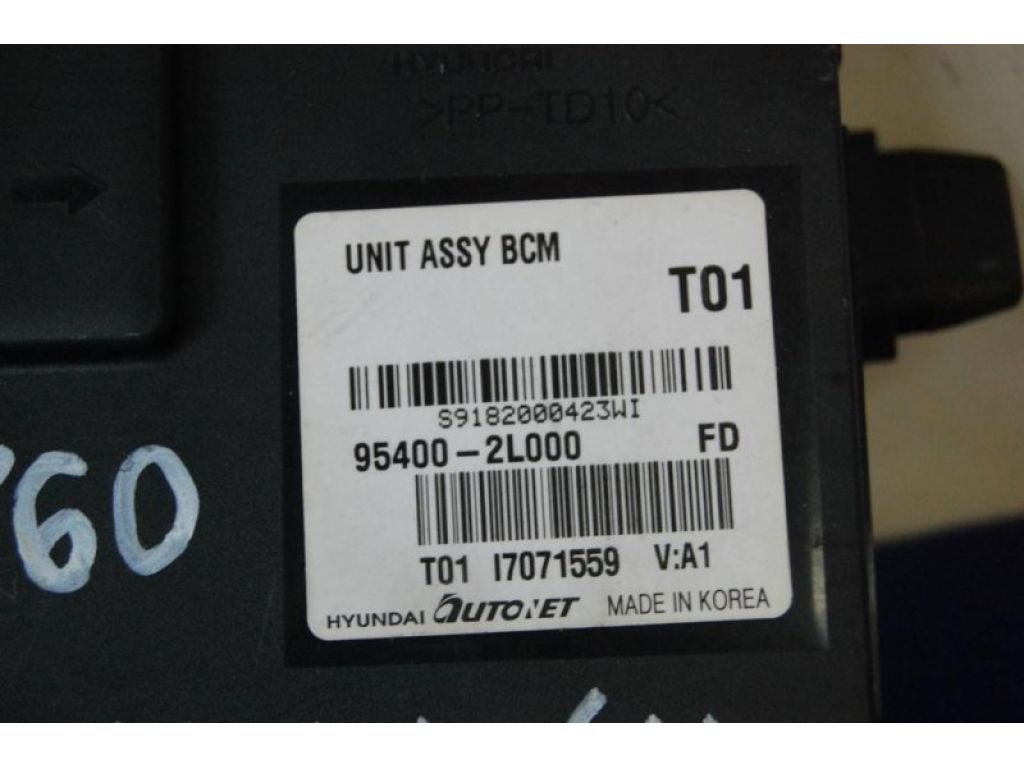 HYUNDAI
>PP-TD10<
UNIT ASSY BCM
T01
S9182000423WI
95400-2L000 FD
T01 I7071559 V:A1
HYUNDAI AUTONET MADE IN KOREA
60